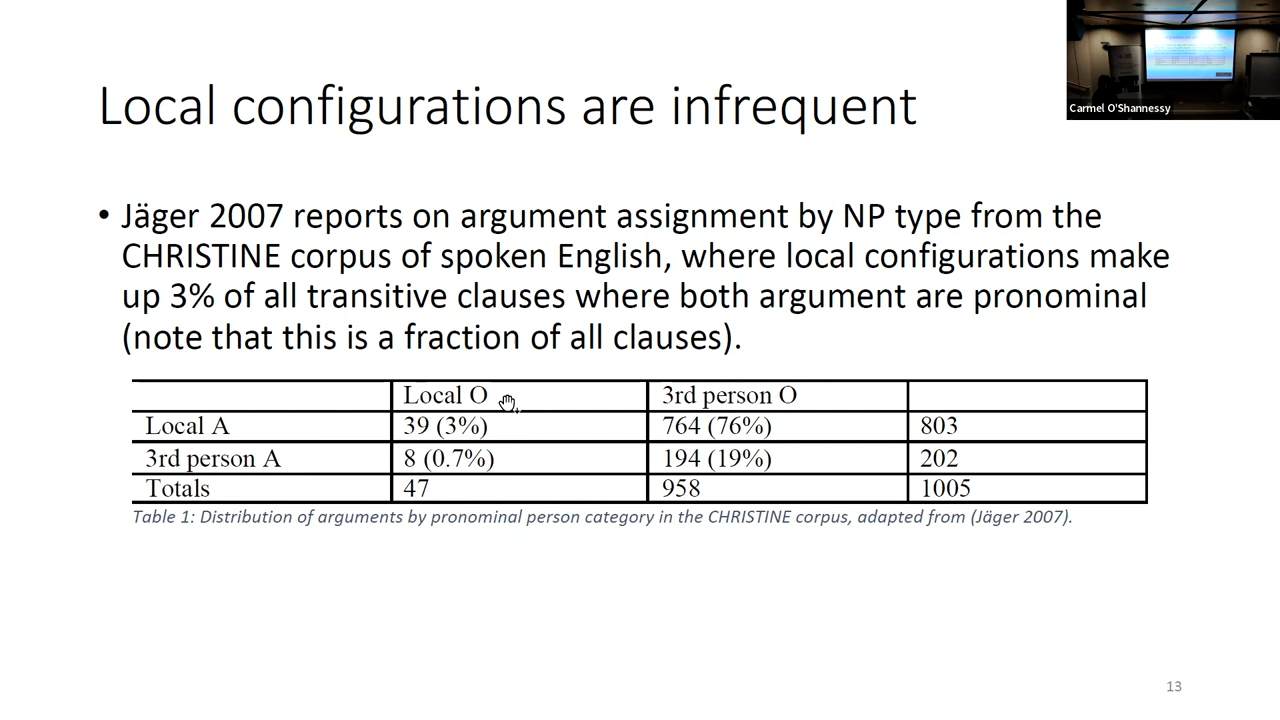 Carmel O'Shannessy
Local configurations are infrequent
• Jäger 2007 reports on argument assignment by NP type from the
CHRISTINE corpus of spoken English, where local configurations make
up 3% of all transitive clauses where both argument are pronominal
(note that this is a fraction of all clauses).
Local O 3rd person O
Local A 39 (3%) 764 (76%) 803
3rd person A 8 (0.7%) 194 (19%) 202
Totals 47 958 1005
Table 1: Distribution of arguments by pronominal person category in the CHRISTINE corpus, adapted from (Jäger 2007).
13